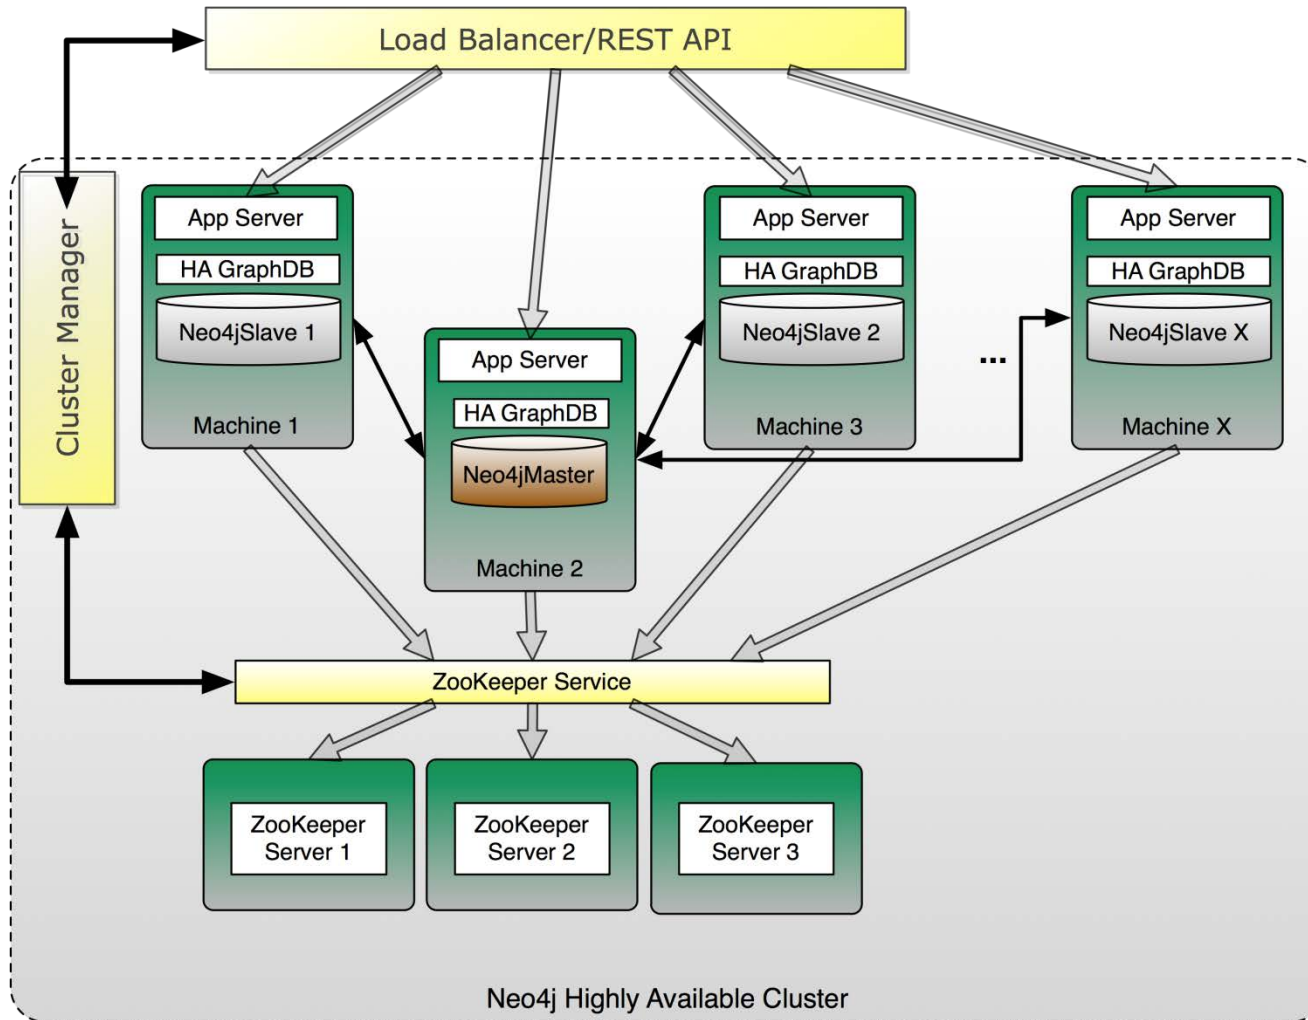 Load Balancer/REST API
Cluster Manager
App Server
HA GraphDB
Neo4jSlave 1
Machine 1
App Server
HA GraphDB
Neo4jMaster
Machine 2
App Server
HA GraphDB
Neo4jSlave 2
Machine 3
...
App Server
HA GraphDB
Neo4jSlave X
Machine X
ZooKeeper Service
ZooKeeper
Server 1
ZooKeeper
Server 2
ZooKeeper
Server 3
Neo4j Highly Available Cluster